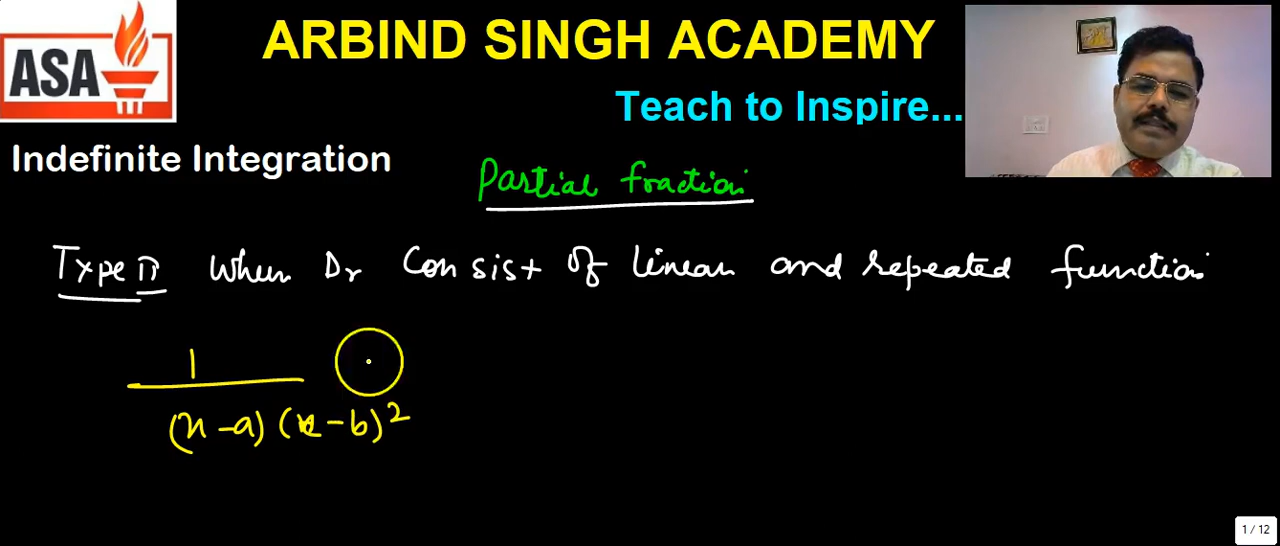 ASA
ARBIND SINGH ACADEMY
Teach to Inspire...
Indefinite Integration
Partial fraction
Type II When Dr Consist of linear and repeated function
1
(x-a) (x-b)²
1 / 12